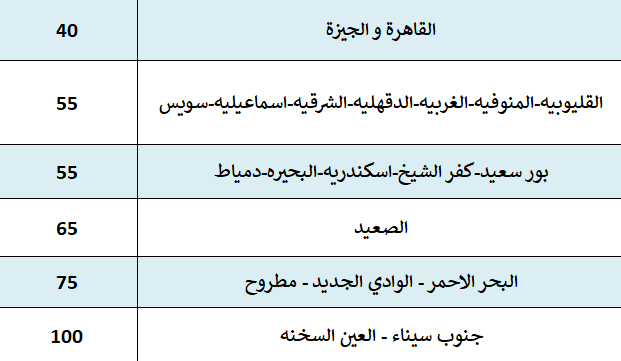 القاهرة و الجيزة 40
القليوبيه-المنوفيه-الغربيه-الدقهليه-الشرقيه-اسماعيليه-سويس 55
بور سعيد-كفر الشيخ-اسكندريه-البحيره-دمياط 55
الصعيد 65
البحر الاحمر - الوادي الجديد - مطروح 75
جنوب سيناء - العين السخنه 100